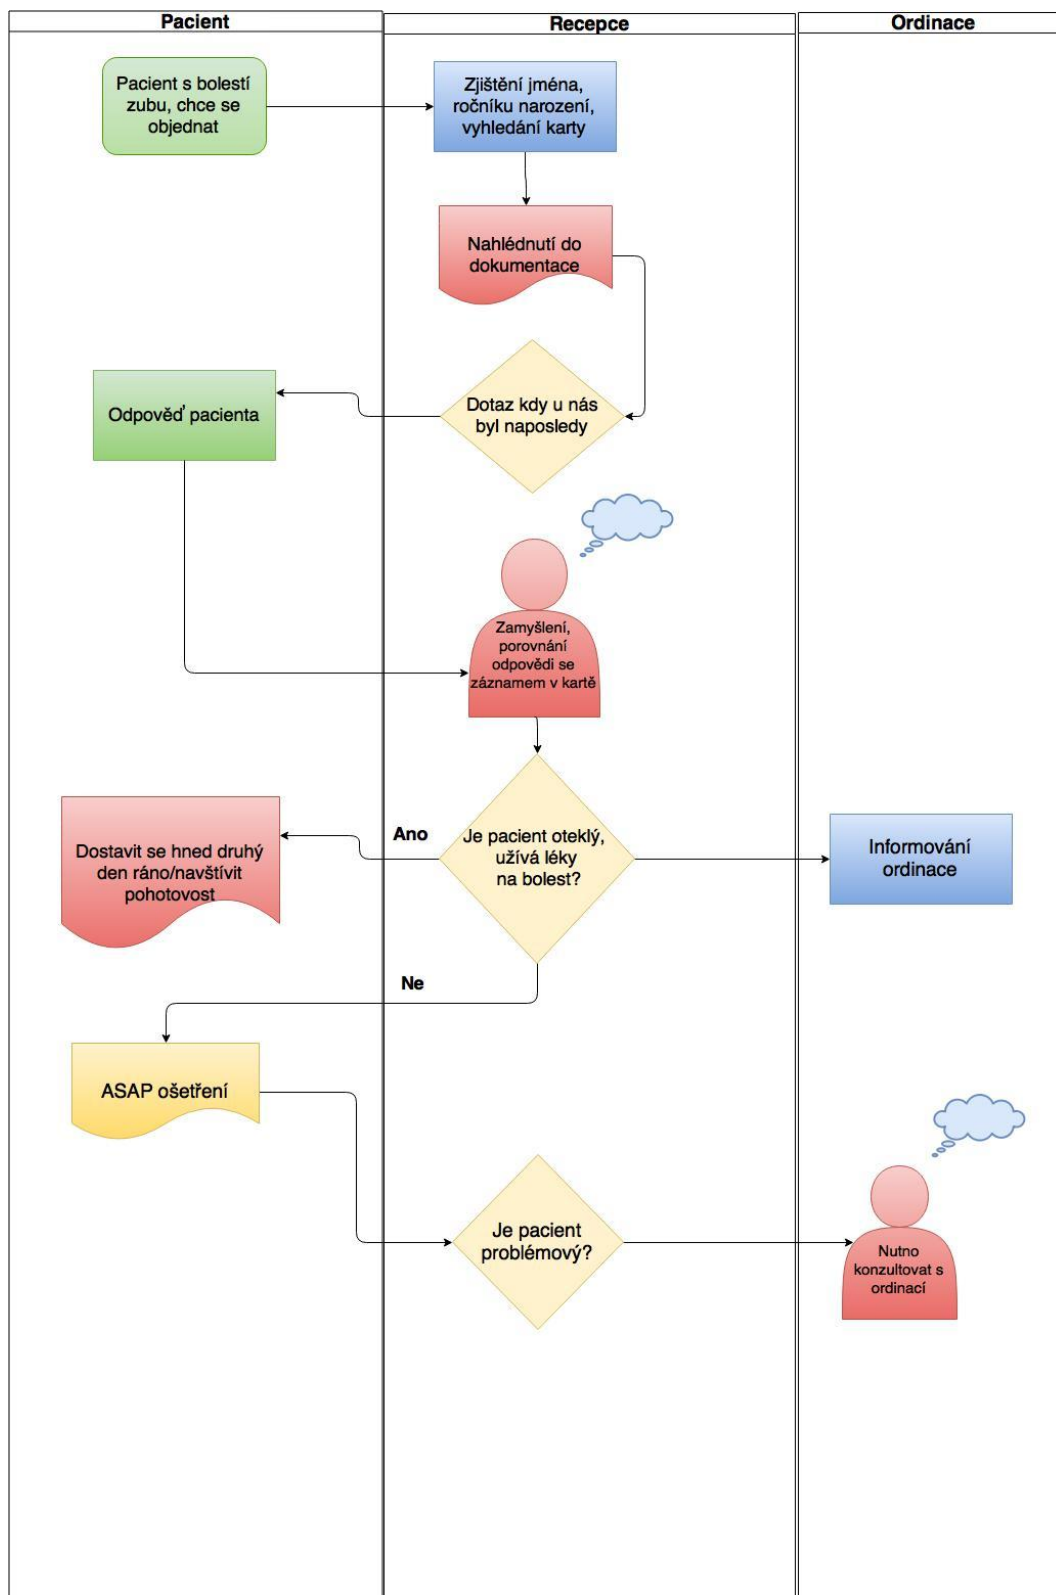 Pacient
Recepce
Ordinace
Pacient s bolestí
zubu, chce se
objednat
Zjištění jména,
ročníku narození,
vyhledání karty
Nahlédnutí do
dokumentace
Dotaz kdy u nás
byl naposledy
Odpověď pacienta
Zamyšlení,
porovnání
odpovědi se
záznamem v kartě
Je pacient oteklý,
užívá léky
na bolest?
Ano
Dostavit se hned druhý
den ráno/navštívit
pohotovost
Informování
ordinace
Ne
ASAP ošetření
Je pacient
problémový?
Nutno
konzultovat s
ordinací